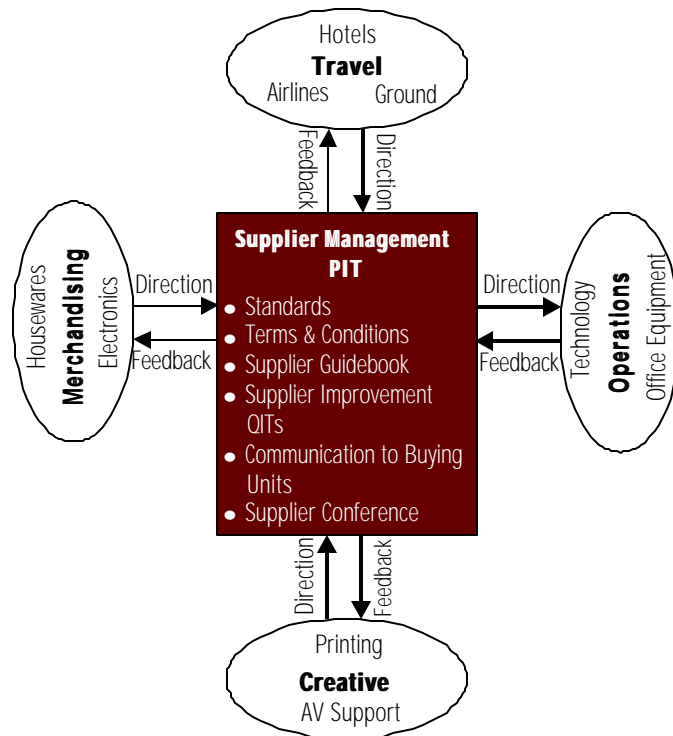 Hotels
Travel
Airlines Ground
Feedback
Direction
Supplier Management
PIT
● Standards
● Terms & Conditions
● Supplier Guidebook
● Supplier Improvement
QITs
● Communication to Buying
Units
● Supplier Conference
Housewares
Merchandising
Electronics
Direction
Feedback
Direction
Feedback
Technology
Operations
Office Equipment
Direction
Feedback
Printing
Creative
AV Support